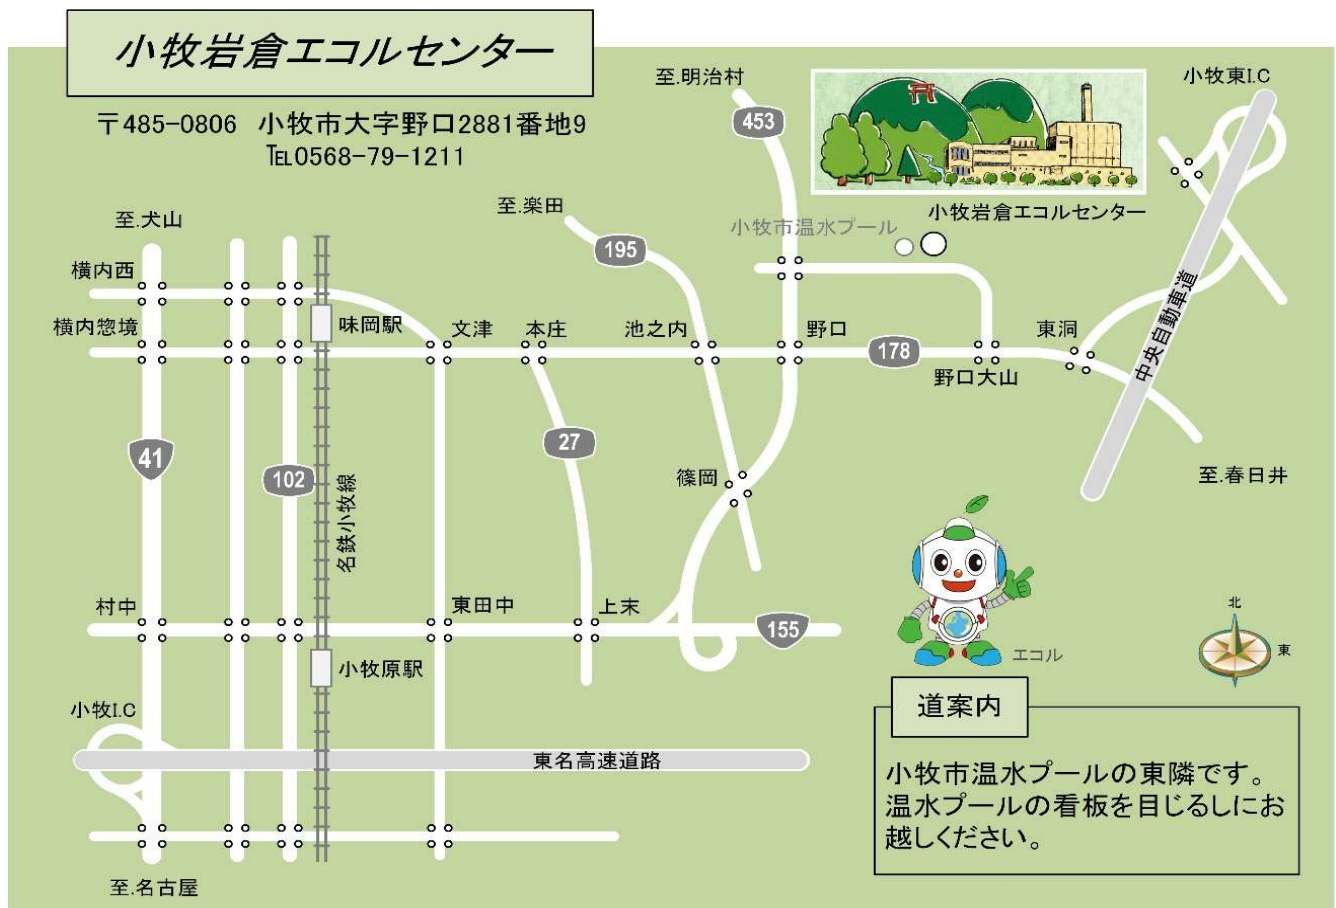 小牧岩倉エコルセンター
〒485-0806 小牧市大字野口2881番地9
℡0568-79-1211
至.明治村
小牧東I.C
453
小牧岩倉エコルセンター
至.犬山
至.楽田
小牧市温水プール
195
横内西
中央自動車道
横内惣境
味岡駅
文津
本庄
池之内
野口
178
東洞
野口大山
41
27
102
篠岡
至.春日井
名鉄小牧線
村中
東田中
上末
155
北
東
エコル
小牧原駅
小牧I.C
道案内
東名高速道路
小牧市温水プールの東隣です。
温水プールの看板を目じるしにお
越しください。
至.名古屋